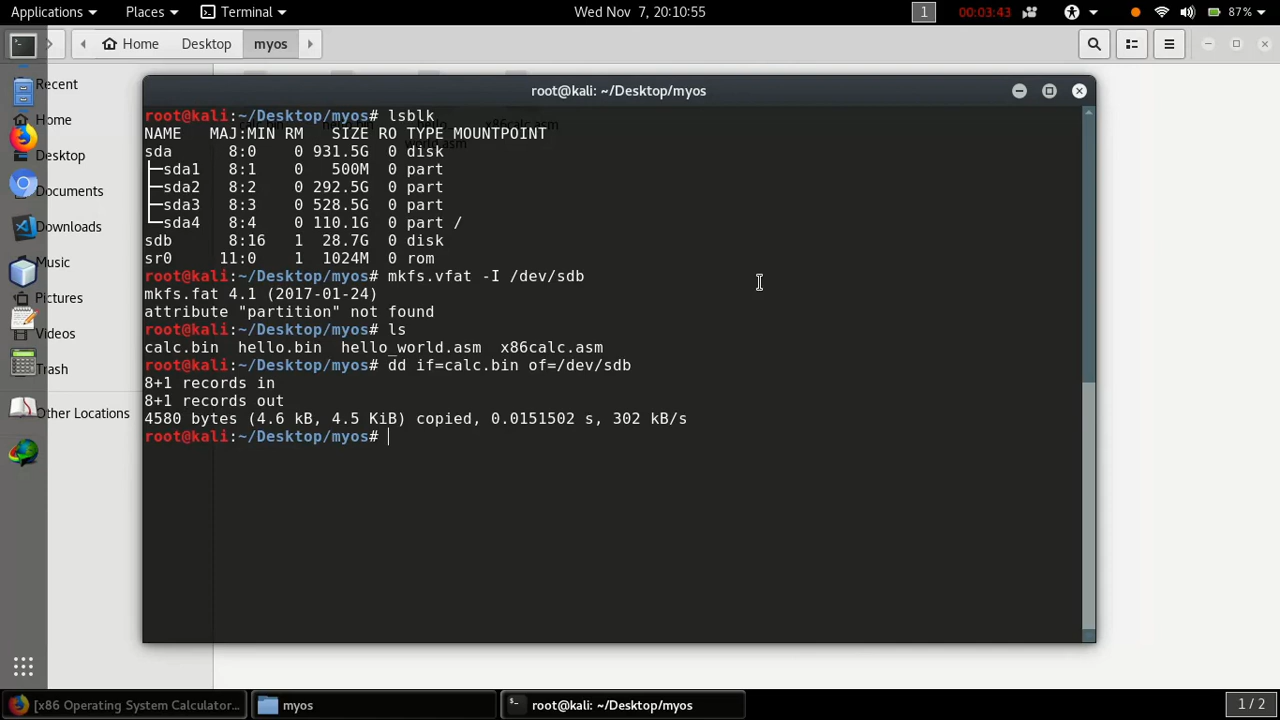 Applications Places Terminal Wed Nov 7, 20:10:55 1 00:03:43 87%
Home Desktop myos
Recent
Home
Desktop
Documents
Downloads
Music
Pictures
Videos
Trash
Other Locations
root@kali: ~/Desktop/myos
root@kali:~/Desktop/myos# lsblk
NAME MAJ:MIN RM SIZE RO TYPE MOUNTPOINT
sda 8:0 0 931.5G 0 disk
├─sda1 8:1 0 500M 0 part
├─sda2 8:2 0 292.5G 0 part
├─sda3 8:3 0 528.5G 0 part
└─sda4 8:4 0 110.1G 0 part /
sdb 8:16 1 28.7G 0 disk
sr0 11:0 1 1024M 0 rom
root@kali:~/Desktop/myos# mkfs.vfat -I /dev/sdb
mkfs.fat 4.1 (2017-01-24)
attribute "partition" not found
root@kali:~/Desktop/myos# ls
calc.bin hello.bin hello_world.asm x86calc.asm
root@kali:~/Desktop/myos# dd if=calc.bin of=/dev/sdb
8+1 records in
8+1 records out
4580 bytes (4.6 kB, 4.5 KiB) copied, 0.0151502 s, 302 kB/s
root@kali:~/Desktop/myos#
[x86 Operating System Calculator... myos root@kali: ~/Desktop/myos 1 / 2